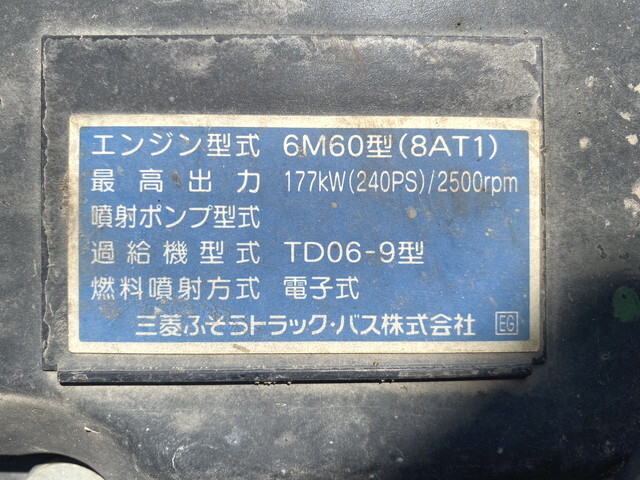 エンジン型式 6M60型(8AT1)
最高出力 177kW(240PS)/2500rpm
噴射ポンプ型式
過給機型式 TD06-9型
燃料噴射方式 電子式
三菱ふそうトラック・バス株式会社 EG